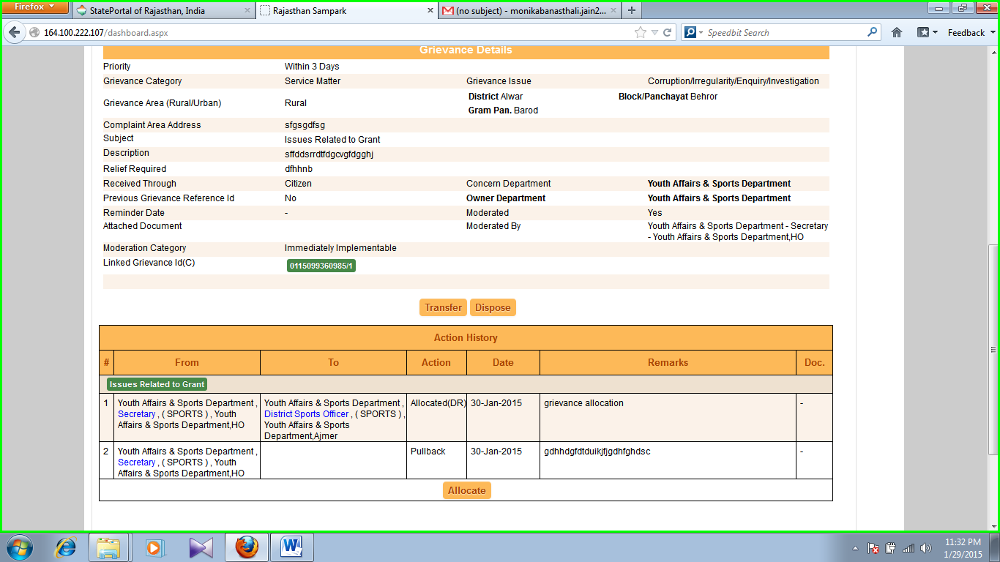 Firefox
StatePortal of Rajasthan, India
Rajasthan Sampark
(no subject) - monikabanasthali.jain2...
164.100.222.107/dashboard.aspx
Speedbit Search
Feedback
Grievance Details
Priority Within 3 Days
Grievance Category Service Matter Grievance Issue Corruption/Irregularity/Enquiry/Investigation
Grievance Area (Rural/Urban) Rural District Alwar Block/Panchayat Behror
Gram Pan. Barod
Complaint Area Address sfgsgdfsg
Subject Issues Related to Grant
Description sffddsrrdtfdgcvgfdgghj
Relief Required dfhhnb
Received Through Citizen Concern Department Youth Affairs & Sports Department
Previous Grievance Reference Id No Owner Department Youth Affairs & Sports Department
Reminder Date - Moderated Yes
Attached Document Moderated By Youth Affairs & Sports Department - Secretary
- Youth Affairs & Sports Department,HO
Moderation Category Immediately Implementable
Linked Grievance Id(C) 0115099360985/1
Transfer Dispose
Action History
# From To Action Date Remarks Doc.
Issues Related to Grant
1 Youth Affairs & Sports Department , Youth Affairs & Sports Department , Allocated(DR) 30-Jan-2015 grievance allocation -
Secretary , ( SPORTS ) , Youth District Sports Officer , ( SPORTS ) ,
Affairs & Sports Department,HO Youth Affairs & Sports
Department,Ajmer
2 Youth Affairs & Sports Department , Pullback 30-Jan-2015 gdhhdgfdtduikjfjgdhfghdsc -
Secretary , ( SPORTS ) , Youth
Affairs & Sports Department,HO
Allocate
11:32 PM
1/29/2015